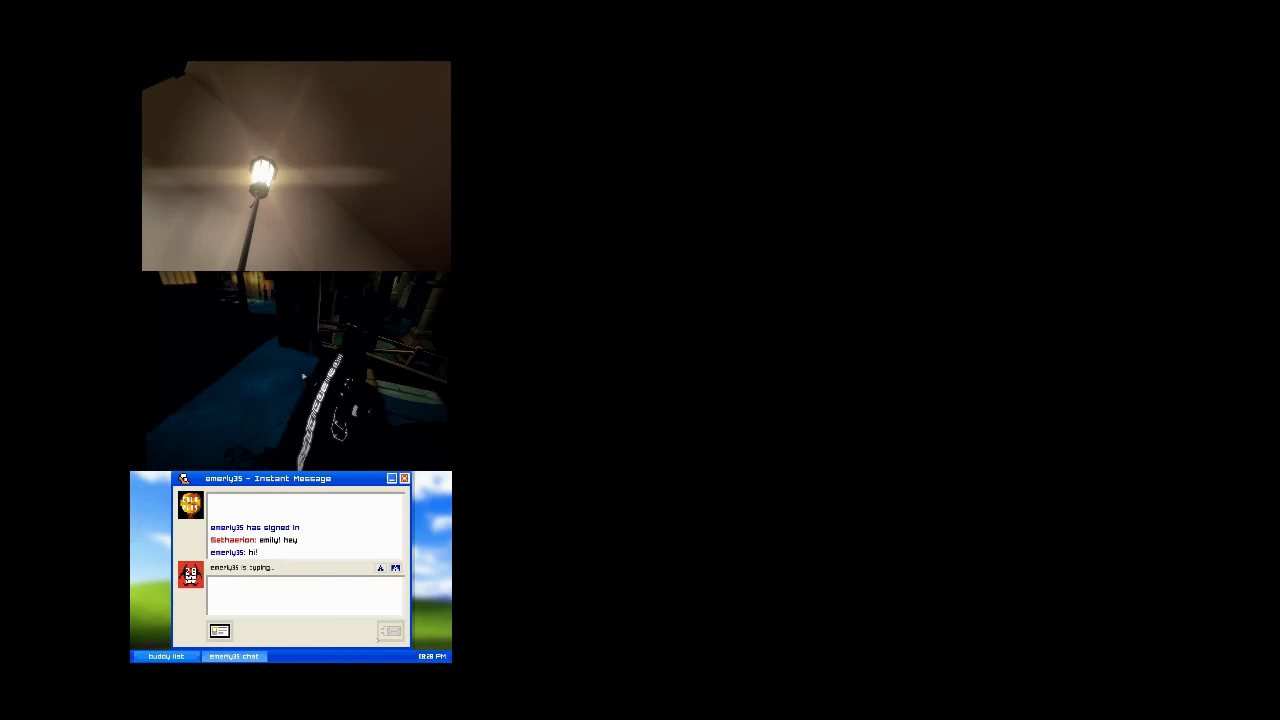 emerly35 - Instant Message
emerly35 has signed in
Sethaerion: emily! hey
emerly35: hi!
emerly35 is typing...
buddy list
emerly35 chat